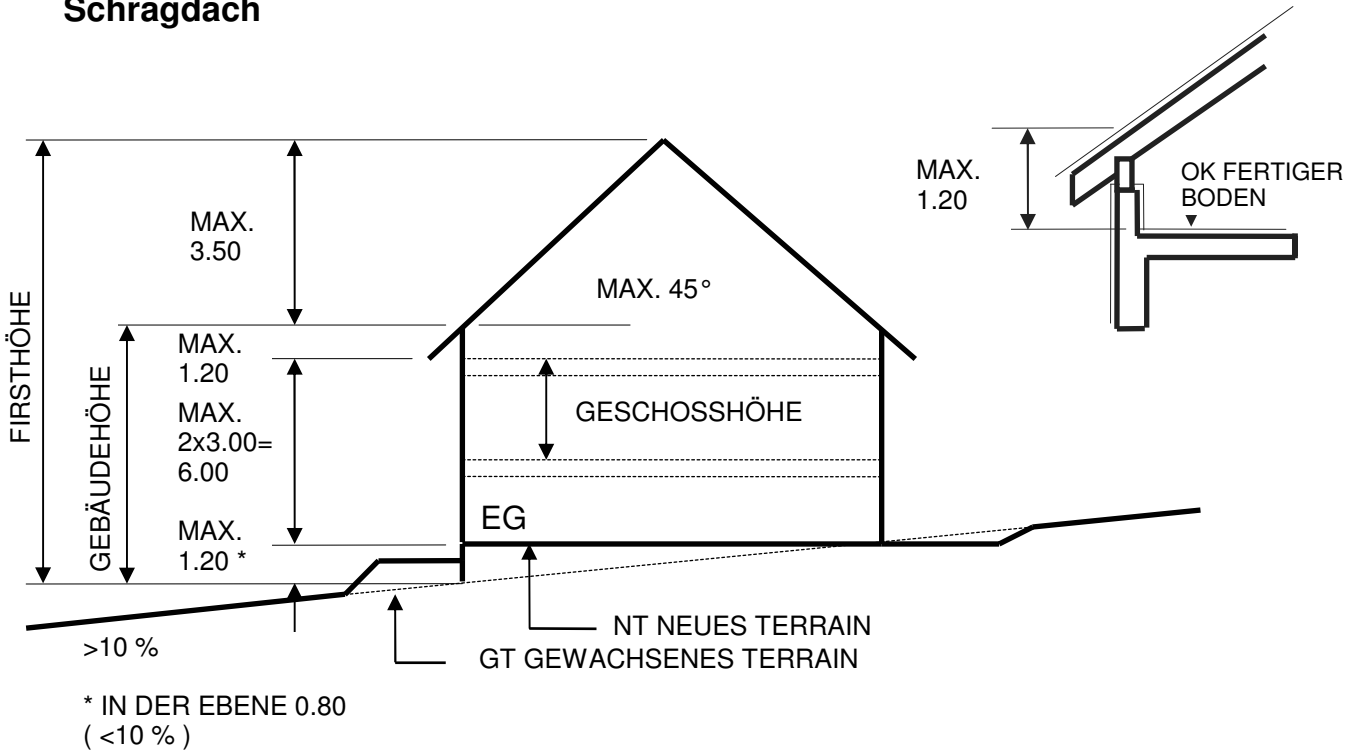 Schrägdach
MAX.
3.50
MAX. 45°
MAX.
1.20
OK FERTIGER
BODEN
FIRSTHÖHE
GEBÄUDEHÖHE
MAX.
1.20
MAX.
2x3.00=
6.00
GESCHOSSHÖHE
EG
MAX.
1.20 *
NT NEUES TERRAIN
GT GEWACHSENES TERRAIN
>10 %
* IN DER EBENE 0.80
( <10 % )